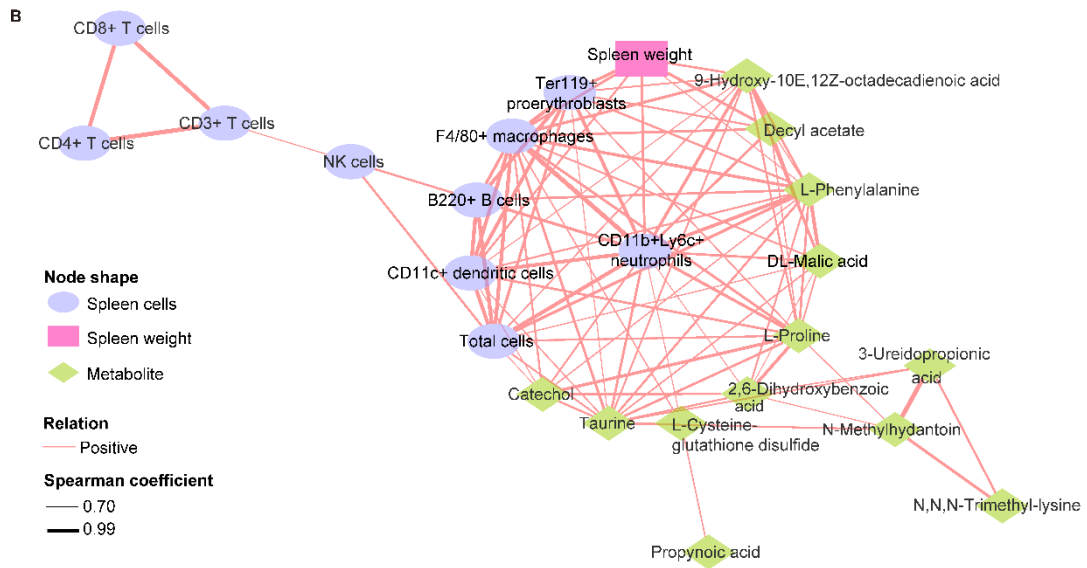 B
CD8+ T cells
CD4+ T cells
CD3+ T cells
NK cells
Spleen weight
Ter119+
proerythroblasts
F4/80+ macrophages
B220+ B cells
CD11c+ dendritic cells
Total cells
CD11b+Ly6c+
neutrophils
9-Hydroxy-10E,12Z-octadecadienoic acid
Decyl acetate
L-Phenylalanine
DL-Malic acid
L-Proline
3-Ureidopropionic
acid
2,6-Dihydroxybenzoic
acid
Catechol
Taurine
L-Cysteine-
glutathione disulfide
N-Methylhydantoin
N,N,N-Trimethyl-lysine
Propynoic acid
Node shape
Spleen cells
Spleen weight
Metabolite
Relation
Positive
Spearman coefficient
0.70
0.99